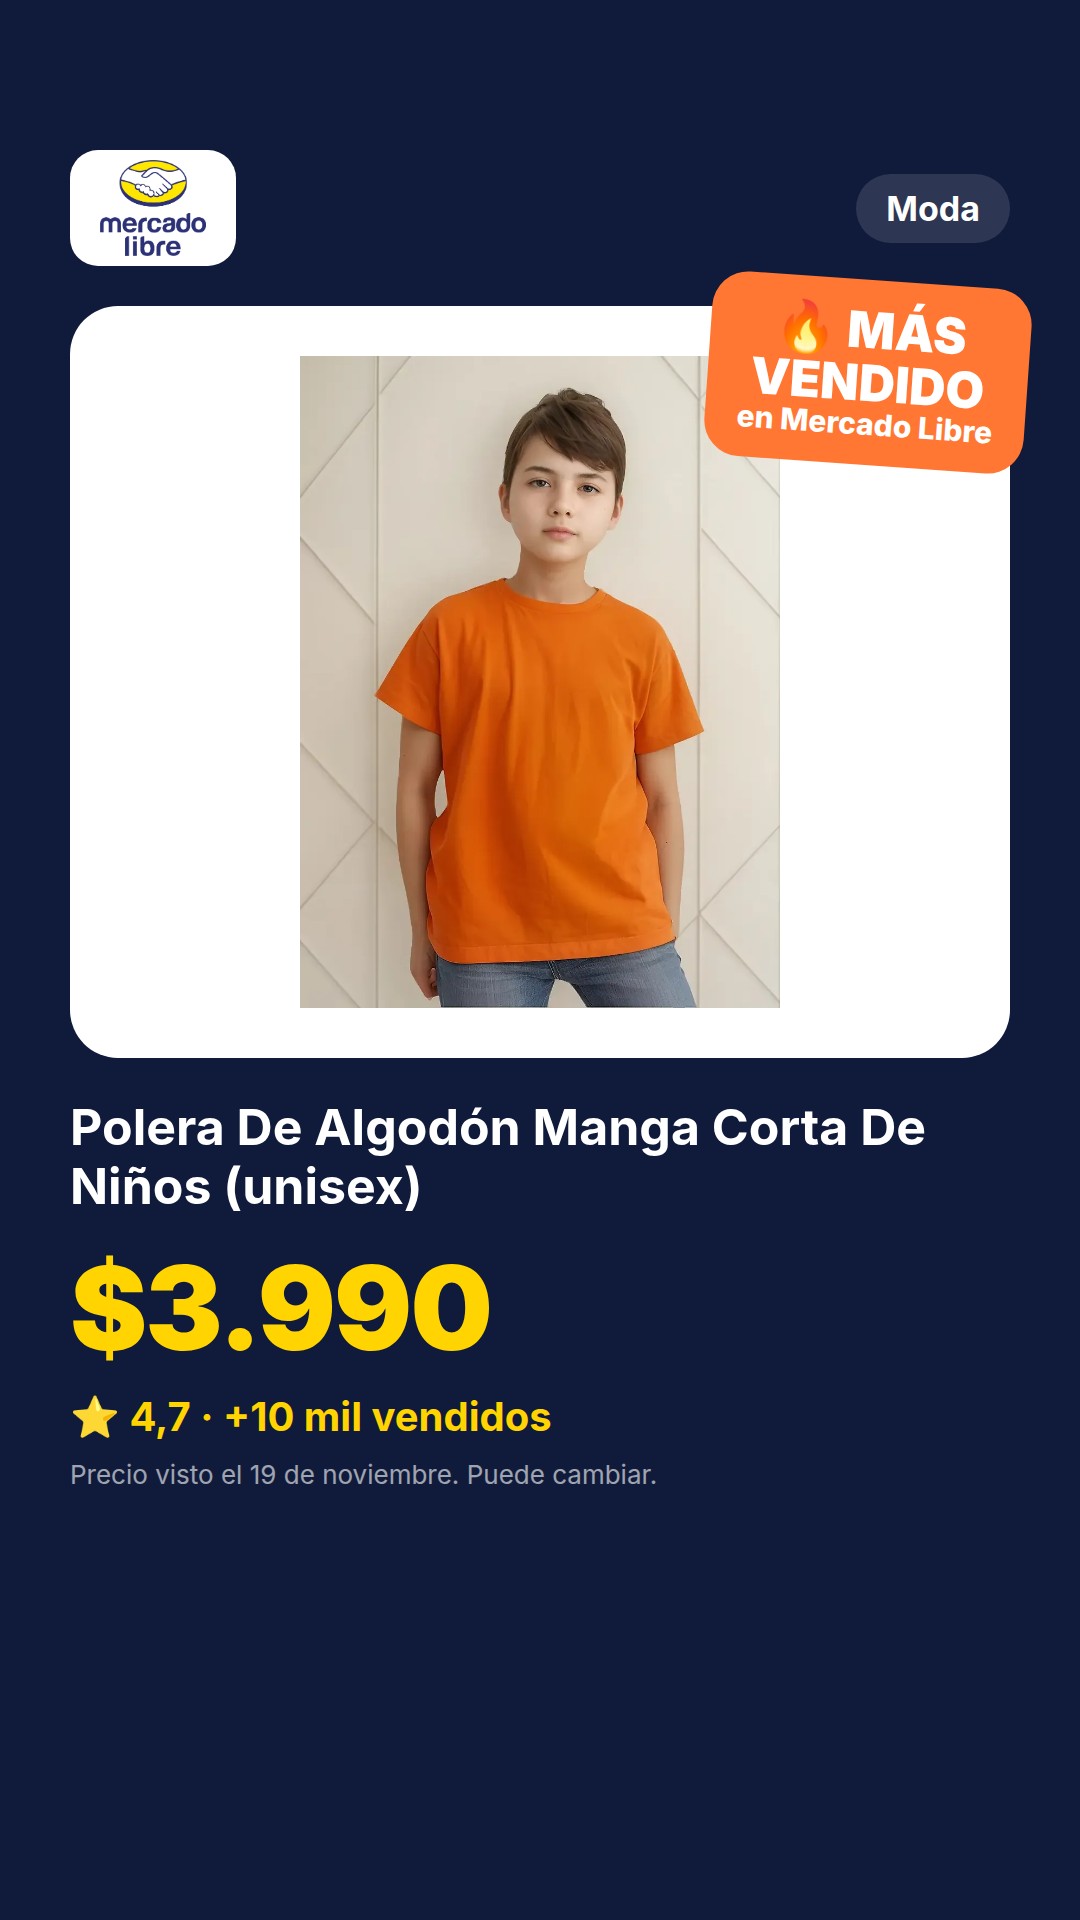 mercado
libre
Moda
🔥 MÁS
VENDIDO
en Mercado Libre
Polera De Algodón Manga Corta De
Niños (unisex)
$3.990
⭐ 4,7 · +10 mil vendidos
Precio visto el 19 de noviembre. Puede cambiar.